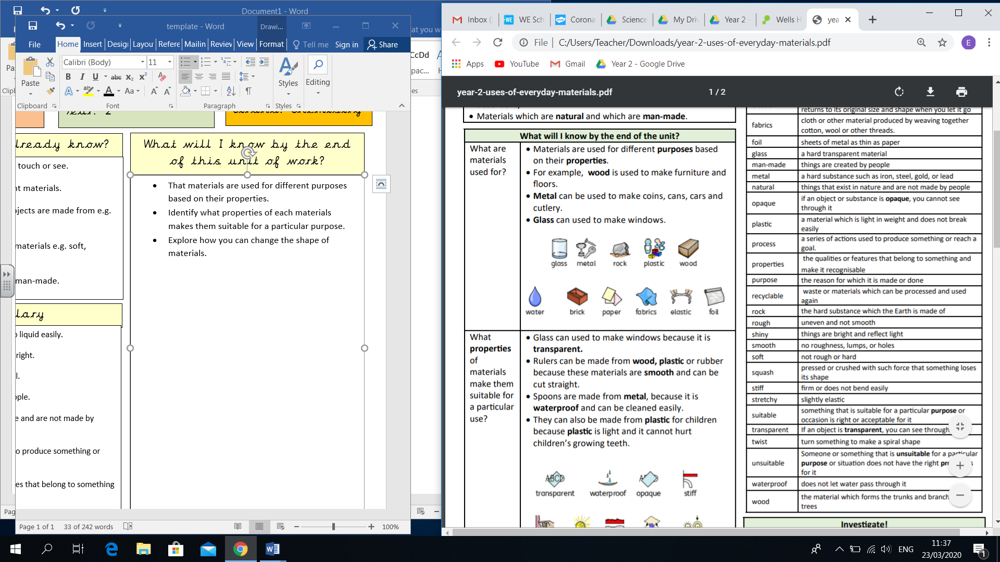 Document1 - Word
template - Word
Drawi...
at you w
File
Home
Insert
Desig
Layou
Refere
Mailin
Review
View
Format
Tell me
Sign in
Share
Calibri (Body)
11
Paste
Clipboard
Font
Paragraph
Styles
Styles
Editing
CcDd
pac...
es
Year: 2
Strand: Chemistry
lready know?
touch or see.
nt materials.
bjects are made from e.g.
materials e.g. soft,
man-made.
lary
o liquid easily.
right.
l.
ople.
e and are not made by
o produce something or
es that belong to something
What will I know by the end
of this unit of work?
• That materials are used for different purposes
based on their properties.
• Identify what properties of each materials
makes them suitable for a particular purpose.
• Explore how you can change the shape of
materials.
Page 1 of 1
33 of 242 words
100%
Inbox (
WE Sch
Corona
Science
My Driv
Year 2 -
Wells H
yea
File
C:/Users/Teacher/Downloads/year-2-uses-of-everyday-materials.pdf
E
Apps
YouTube
Gmail
Year 2 - Google Drive
year-2-uses-of-everyday-materials.pdf
1 / 2
• Materials which are natural and which are man-made.
What will I know by the end of the unit?
What are
materials
used for?
• Materials are used for different purposes based
on their properties.
• For example, wood is used to make furniture and
floors.
• Metal can be used to make coins, cans, cars and
cutlery.
• Glass can used to make windows.
glass metal rock plastic wood
water brick paper fabrics elastic foil
What
properties
of
materials
make them
suitable for
a particular
use?
• Glass can used to make windows because it is
transparent.
• Rulers can be made from wood, plastic or rubber
because these materials are smooth and can be
cut straight.
• Spoons are made from metal, because it is
waterproof and can be cleaned easily.
• They can also be made from plastic for children
because plastic is light and it cannot hurt
children's growing teeth.
ABCD
transparent waterproof opaque stiff
returns to its original size and shape when you let it go
fabrics
cloth or other material produced by weaving together
cotton, wool or other threads.
foil sheets of metal as thin as paper
glass a hard transparent material
man-made things are created by people
metal a hard substance such as iron, steel, gold, or lead
natural things that exist in nature and are not made by people
opaque
if an object or substance is opaque, you cannot see
through it
plastic
a material which is light in weight and does not break
easily
process
a series of actions used to produce something or reach a
goal.
properties
the qualities or features that belong to something and
make it recognisable
purpose the reason for which it is made or done
recyclable
waste or materials which can be processed and used
again
rock the hard substance which the Earth is made of
rough uneven and not smooth
shiny things are bright and reflect light
smooth no roughness, lumps, or holes
soft not rough or hard
squash
pressed or crushed with such force that something loses
its shape
stiff firm or does not bend easily
stretchy slightly elastic
suitable
something that is suitable for a particular purpose or
occasion is right or acceptable for it
transparent If an object is transparent, you can see through
twist turn something to make a spiral shape
unsuitable
Someone or something that is unsuitable for a particular
purpose or situation does not have the right
for it
waterproof does not let water pass through it
wood
the material which forms the trunks and branch
trees
Investigate!
ENG
11:37
23/03/2020
1